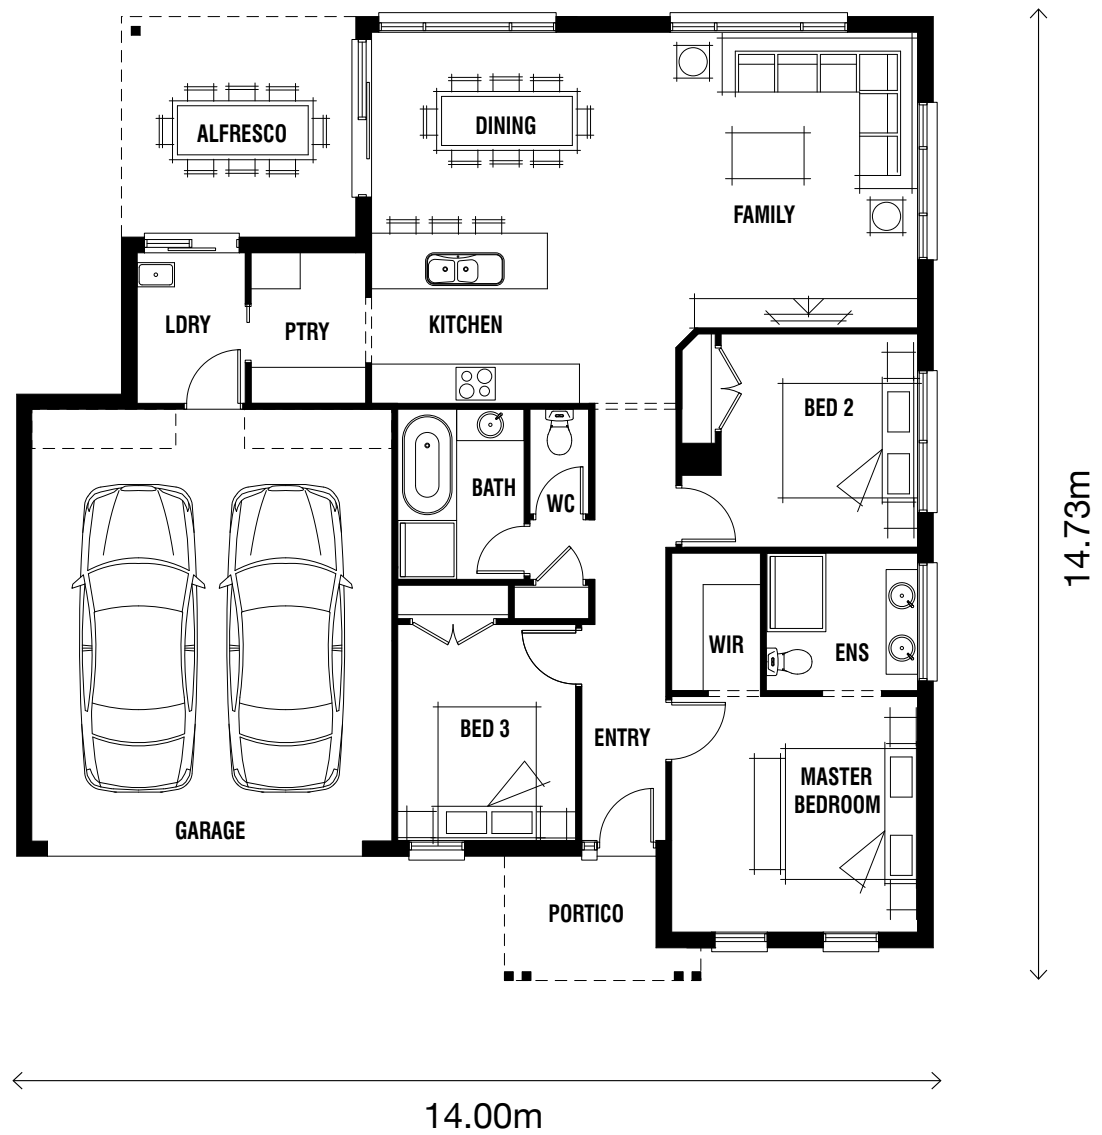 ALFRESCO
DINING
FAMILY
LDRY
PTRY
KITCHEN
BED 2
BATH
WC
WIR
ENS
BED 3
ENTRY
MASTER
BEDROOM
GARAGE
PORTICO
14.73m
14.00m